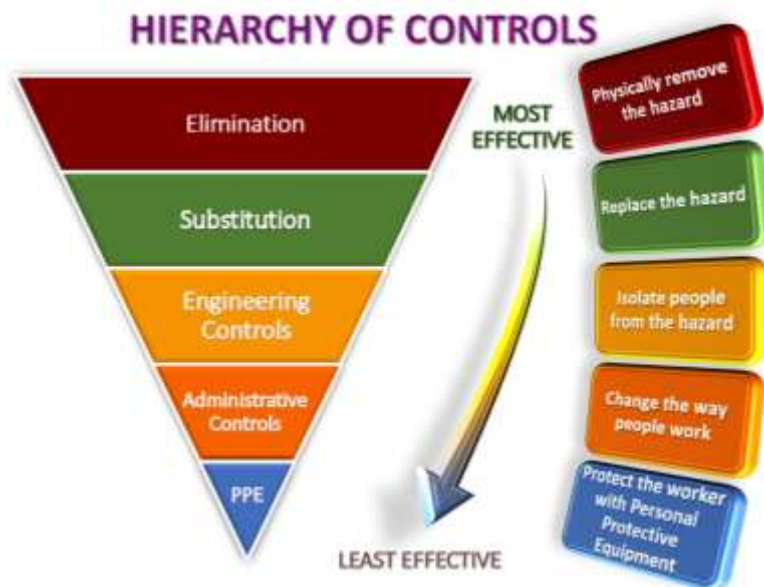 HIERARCHY OF CONTROLS
Elimination
Substitution
Engineering
Controls
Administrative
Controls
PPE
MOST
EFFECTIVE
LEAST EFFECTIVE
Physically remove
the hazard
Replace the hazard
Isolate people
from the hazard
Change the way
people work
Protect the worker
with Personal
Protective
Equipment